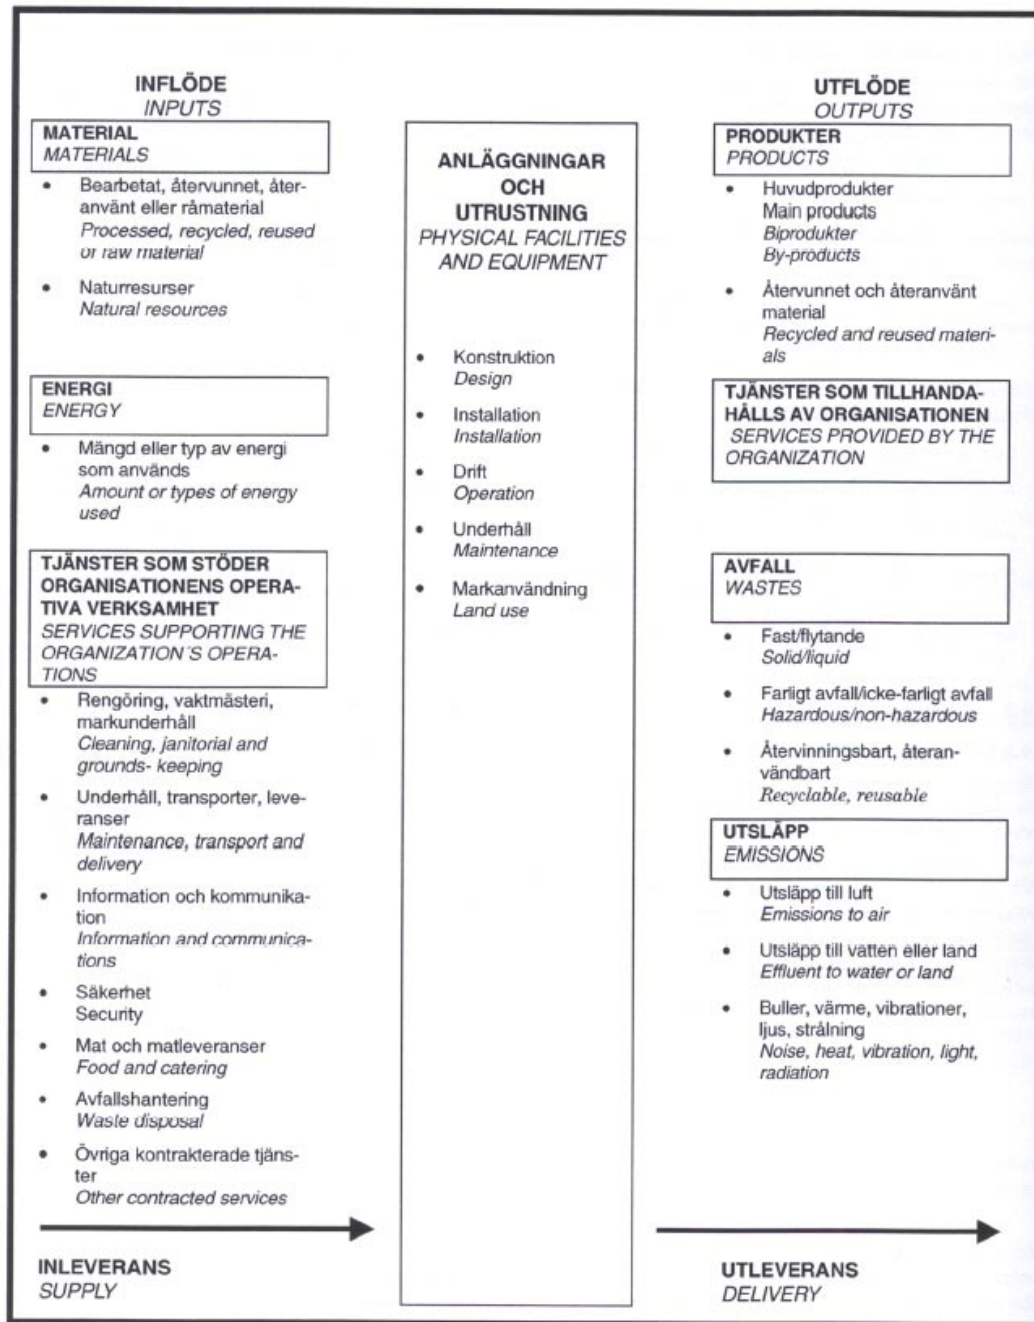 INFLÖDE
INPUTS
MATERIAL
MATERIALS
• Bearbetat, återvunnet, åter-
använt eller råmaterial
Processed, recycled, reused
or raw material
• Naturresurser
Natural resources
ENERGI
ENERGY
• Mängd eller typ av energi
som används
Amount or types of energy
used
TJÄNSTER SOM STÖDER
ORGANISATIONENS OPERA-
TIVA VERKSAMHET
SERVICES SUPPORTING THE
ORGANIZATION´S OPERA-
TIONS
• Rengöring, vaktmästeri,
markunderhåll
Cleaning, janitorial and
grounds- keeping
• Underhåll, transporter, leve-
ranser
Maintenance, transport and
delivery
• Information och kommunika-
tion
Information and communica-
tions
• Säkerhet
Security
• Mat och matleveranser
Food and catering
• Avfallshantering
Waste disposal
• Övriga kontrakterade tjäns-
ter
Other contracted services
INLEVERANS
SUPPLY
ANLÄGGNINGAR
OCH
UTRUSTNING
PHYSICAL FACILITIES
AND EQUIPMENT
• Konstruktion
Design
• Installation
Installation
• Drift
Operation
• Underhåll
Maintenance
• Markanvändning
Land use
UTFLÖDE
OUTPUTS
PRODUKTER
PRODUCTS
• Huvudprodukter
Main products
Biprodukter
By-products
• Återvunnet och återanvänt
material
Recycled and reused materi-
als
TJÄNSTER SOM TILLHANDA-
HÅLLS AV ORGANISATIONEN
SERVICES PROVIDED BY THE
ORGANIZATION
AVFALL
WASTES
• Fast/flytande
Solid/liquid
• Farligt avfall/icke-farligt avfall
Hazardous/non-hazardous
• Återvinningsbart, återan-
vändbart
Recyclable, reusable
UTSLÄPP
EMISSIONS
• Utsläpp till luft
Emissions to air
• Utsläpp till vatten eller land
Effluent to water or land
• Buller, värme, vibrationer,
ljus, strålning
Noise, heat, vibration, light,
radiation
UTLEVERANS
DELIVERY